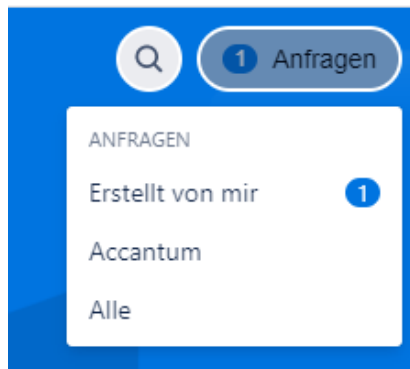 1 Anfragen
ANFRAGEN
Erstellt von mir 1
Accantum
Alle